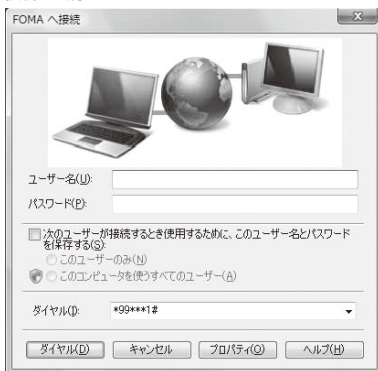 FOMA へ接続
ユーザー名(U):
パスワード(P):
次のユーザーが接続するとき使用するために、このユーザー名とパスワード
を保存する(S):
このユーザーのみ(N)
このコンピュータを使うすべてのユーザー(A)
ダイヤル(I): *99***1#
ダイヤル(D) キャンセル プロパティ(O) ヘルプ(H)